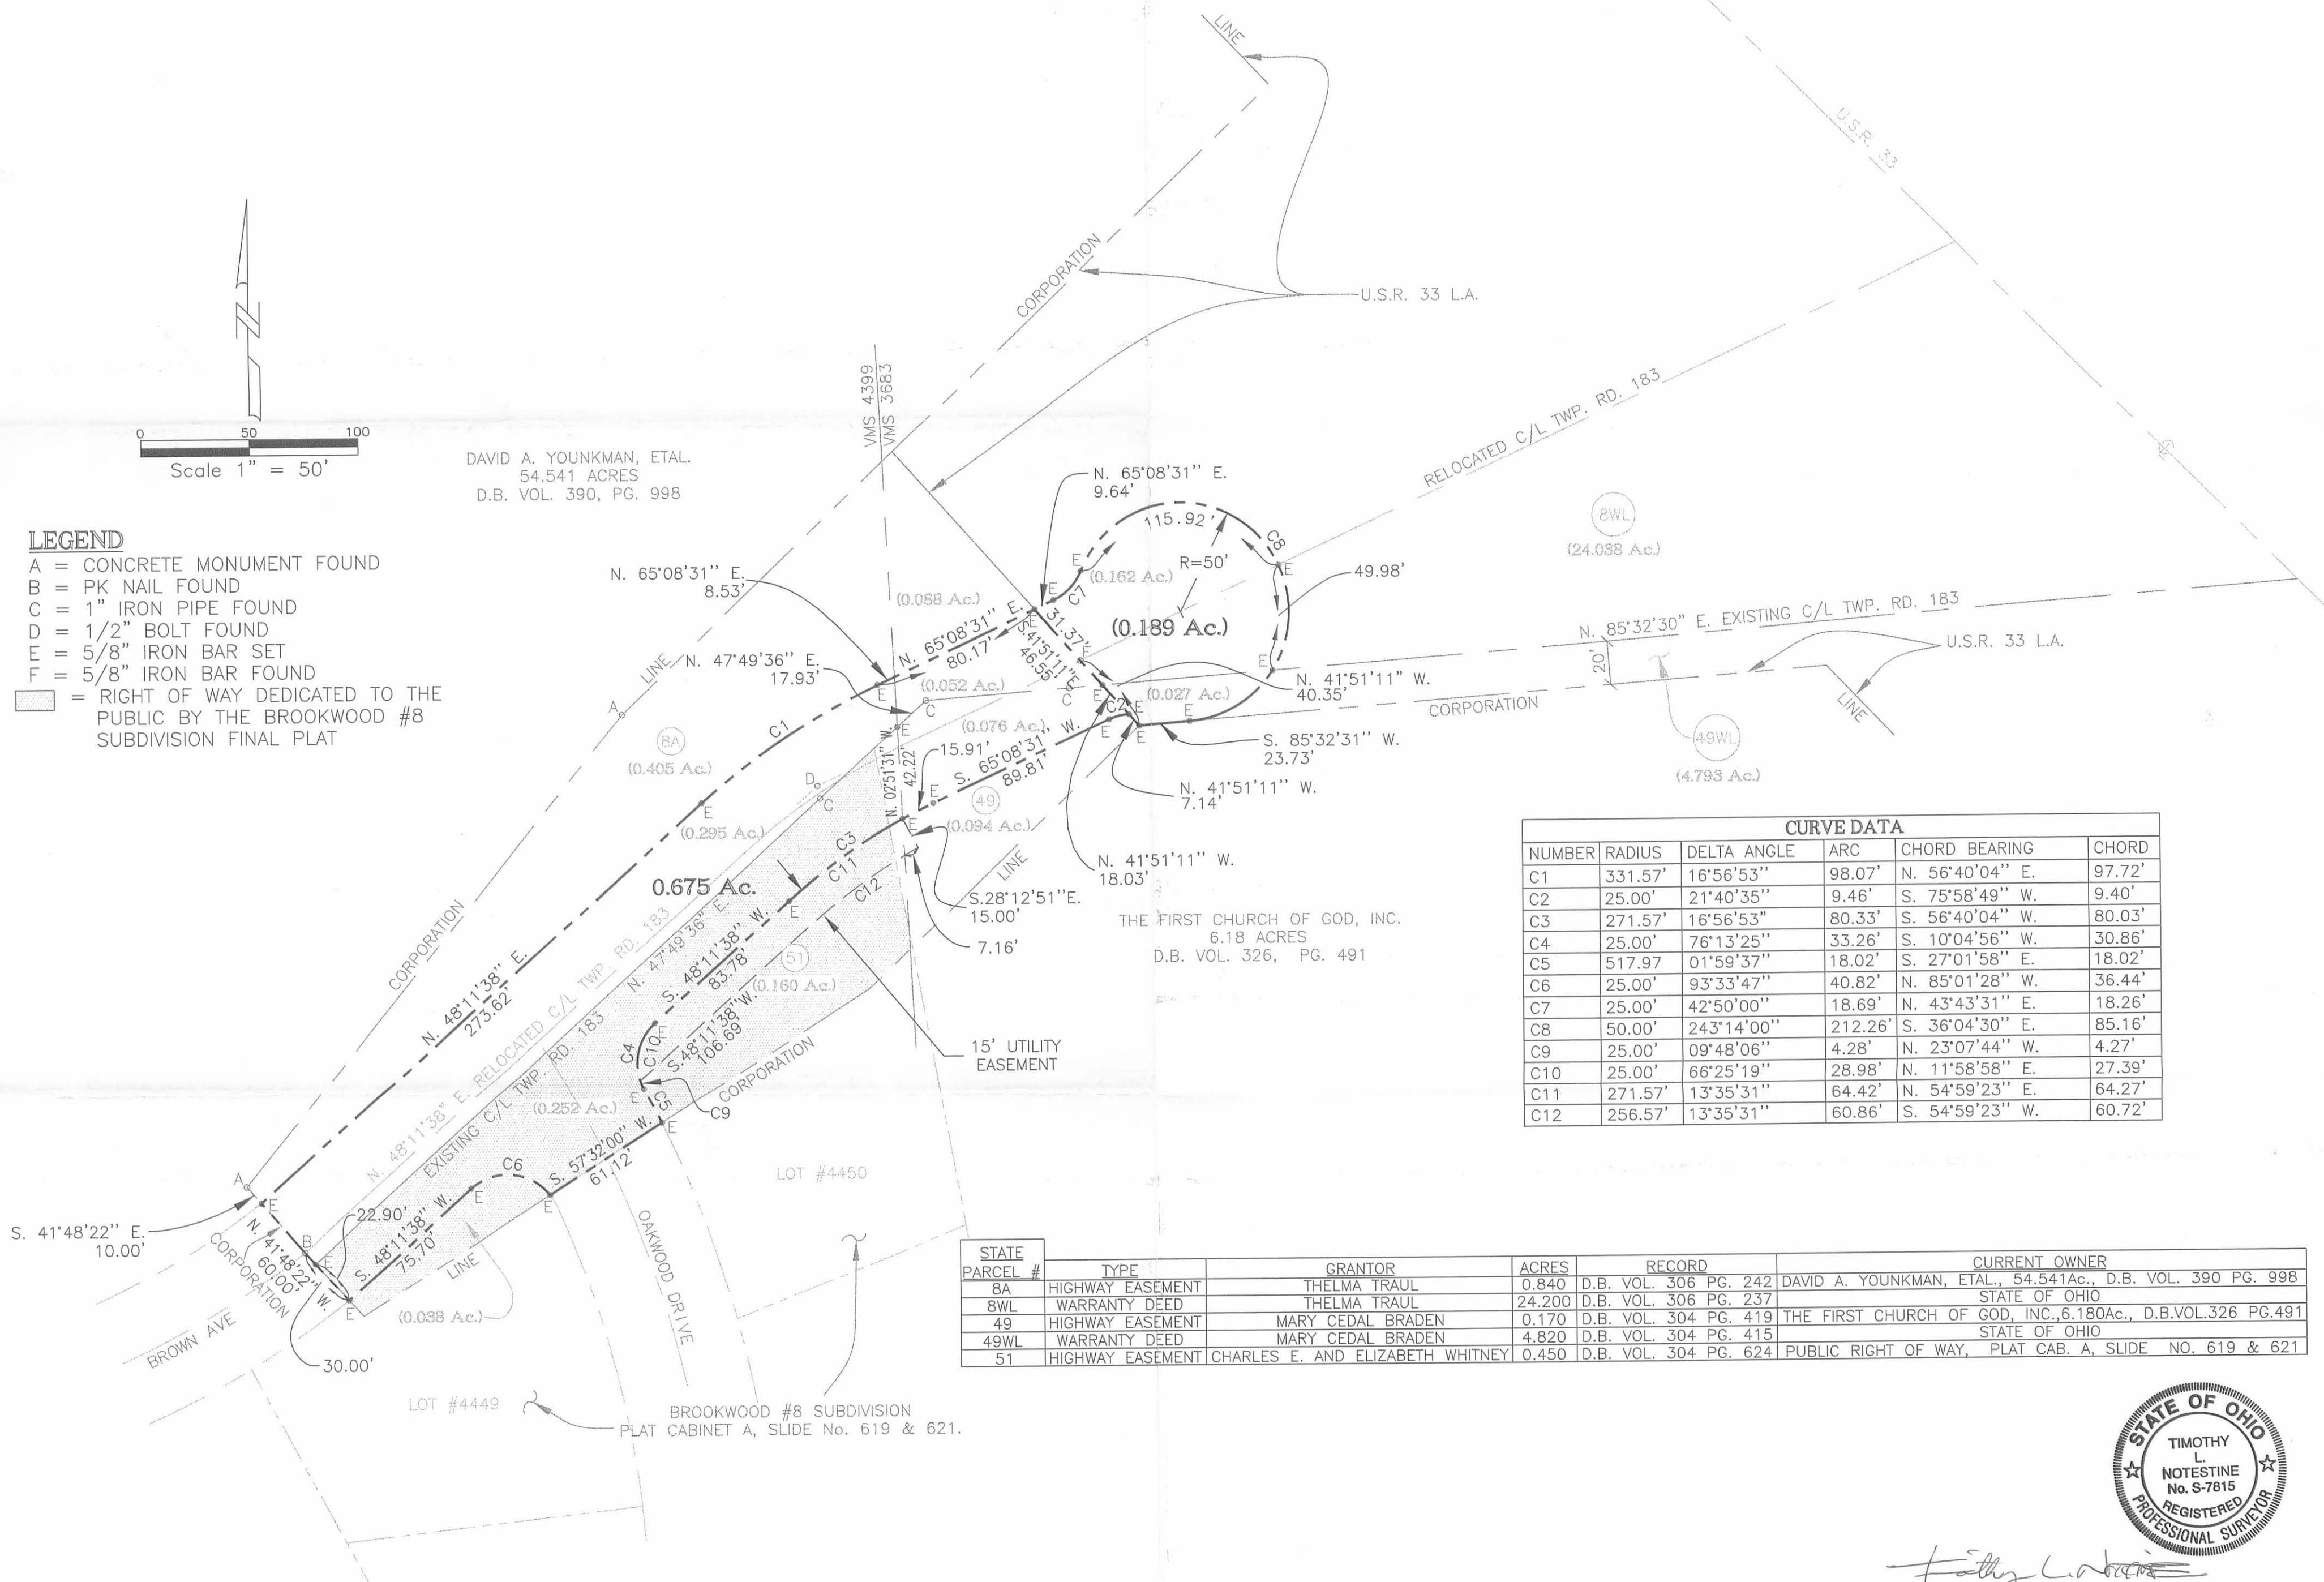 LINE
U.S.R. 33
CORPORATION
U.S.R. 33 L.A.
N
VMS 4399
VMS 3683
RELOCATED C/L TWP. RD. 183
0 50 100
Scale 1" = 50'
DAVID A. YOUNKMAN, ETAL.
54.541 ACRES
D.B. VOL. 390, PG. 998
LEGEND
A = CONCRETE MONUMENT FOUND
B = PK NAIL FOUND
C = 1" IRON PIPE FOUND
D = 1/2" BOLT FOUND
E = 5/8" IRON BAR SET
F = 5/8" IRON BAR FOUND
= RIGHT OF WAY DEDICATED TO THE
PUBLIC BY THE BROOKWOOD #8
SUBDIVISION FINAL PLAT
N. 65°08'31'' E.
9.64'
115.92'
R=50'
C8
E
49.98'
8WL
(24.038 Ac.)
N. 65°08'31'' E.
8.53'
(0.088 Ac.)
(0.162 Ac.)
E
E
C7
E
31.37'
F
S.41°51'11''E.
46.55'
(0.189 Ac.)
N. 65°08'31'' E.
80.17'
N. 85°32'30'' E. EXISTING C/L TWP. RD. 183
20'
U.S.R. 33 L.A.
LINE
N. 47°49'36'' E.
17.93'
LINE
E
(0.052 Ac.)
C
C
E
(0.027 Ac.)
E
N. 41°51'11'' W.
40.35'
CORPORATION
A
C1
8A
(0.405 Ac.)
E
(0.076 Ac.)
C2
E
E
E
E
S. 85°32'31'' W.
23.73'
49WL
(4.793 Ac.)
D
C
N. 02°51'31'' W.
42.22'
15.91'
S. 65°08'31'' W.
89.81'
N. 41°51'11'' W.
7.14'
E
(0.295 Ac.)
E
E
49
(0.094 Ac.)
LINE
N. 41°51'11'' W.
18.03'
C3
C11
C12
0.675 Ac.
E
S.28°12'51''E.
15.00'
7.16'
THE FIRST CHURCH OF GOD, INC.
6.18 ACRES
D.B. VOL. 326, PG. 491
CORPORATION
N. 48°11'38'' E.
273.62'
N. 48°11'38'' E. RELOCATED C/L TWP. RD. 183
EXISTING C/L TWP. RD. 183
N. 47°49'36'' E.
S. 48°11'38'' W.
83.78'
51
(0.160 Ac.)
E
C4
C10
S.48°11'38''W.
106.69'
CORPORATION
15' UTILITY
EASEMENT
E
C5
C9
(0.252 Ac.)
E
S. 57°32'00'' W.
61.12'
C6
E
E
LOT #4450
A
E
S. 41°48'22'' E.
10.00'
N. 41°48'22'' W.
60.00'
CORPORATION
B
E
22.90'
S. 48°11'38'' W.
75.70'
LINE
E
(0.038 Ac.)
BROWN AVE
30.00'
OAKWOOD DRIVE
LOT #4449
BROOKWOOD #8 SUBDIVISION
PLAT CABINET A, SLIDE No. 619 & 621.
CURVE DATA
NUMBER RADIUS DELTA ANGLE ARC CHORD BEARING CHORD
C1 331.57' 16°56'53'' 98.07' N. 56°40'04'' E. 97.72'
C2 25.00' 21°40'35'' 9.46' S. 75°58'49'' W. 9.40'
C3 271.57' 16°56'53" 80.33' S. 56°40'04'' W. 80.03'
C4 25.00' 76°13'25'' 33.26' S. 10°04'56'' W. 30.86'
C5 517.97 01°59'37'' 18.02' S. 27°01'58'' E. 18.02'
C6 25.00' 93°33'47'' 40.82' N. 85°01'28'' W. 36.44'
C7 25.00' 42°50'00'' 18.69' N. 43°43'31'' E. 18.26'
C8 50.00' 243°14'00'' 212.26' S. 36°04'30'' E. 85.16'
C9 25.00' 09°48'06'' 4.28' N. 23°07'44'' W. 4.27'
C10 25.00' 66°25'19'' 28.98' N. 11°58'58'' E. 27.39'
C11 271.57' 13°35'31'' 64.42' N. 54°59'23'' E. 64.27'
C12 256.57' 13°35'31'' 60.86' S. 54°59'23'' W. 60.72'
STATE
PARCEL # TYPE GRANTOR ACRES RECORD CURRENT OWNER
8A HIGHWAY EASEMENT THELMA TRAUL 0.840 D.B. VOL. 306 PG. 242 DAVID A. YOUNKMAN, ETAL., 54.541Ac., D.B. VOL. 390 PG. 998
8WL WARRANTY DEED THELMA TRAUL 24.200 D.B. VOL. 306 PG. 237 STATE OF OHIO
49 HIGHWAY EASEMENT MARY CEDAL BRADEN 0.170 D.B. VOL. 304 PG. 419 THE FIRST CHURCH OF GOD, INC.,6.180Ac., D.B.VOL.326 PG.491
49WL WARRANTY DEED MARY CEDAL BRADEN 4.820 D.B. VOL. 304 PG. 415 STATE OF OHIO
51 HIGHWAY EASEMENT CHARLES E. AND ELIZABETH WHITNEY 0.450 D.B. VOL. 304 PG. 624 PUBLIC RIGHT OF WAY, PLAT CAB. A, SLIDE NO. 619 & 621
STATE OF OHIO
TIMOTHY
L.
NOTESTINE
No. S-7815
REGISTERED
PROFESSIONAL SURVEYOR